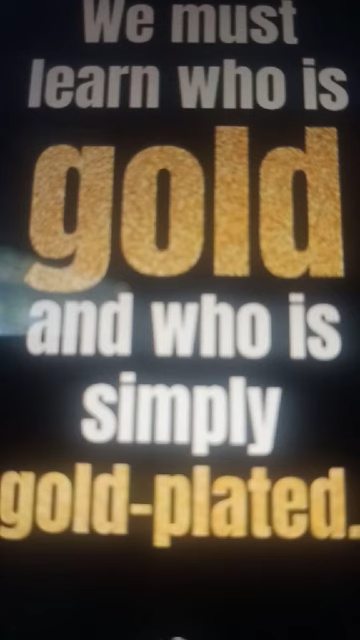 We must
learn who is
gold
and who is
simply
gold-plated.